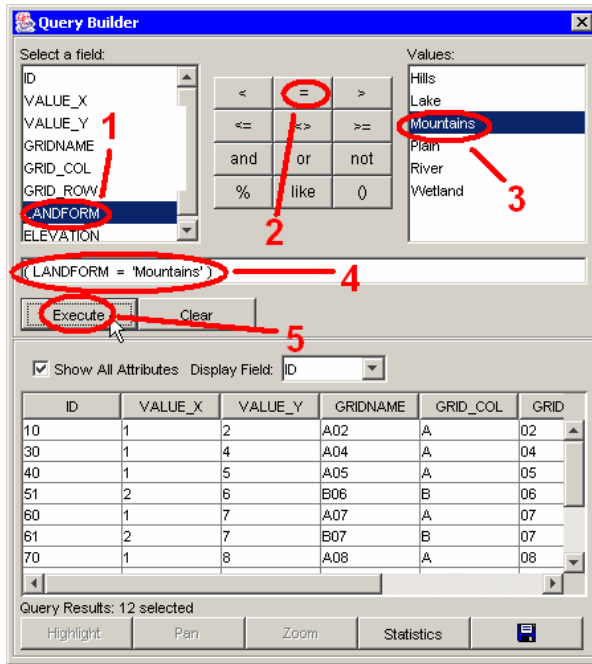 Query Builder
Select a field:
Values:
ID
VALUE_X
VALUE_Y
GRIDNAME
GRID_COL
GRID_ROW
LANDFORM
ELEVATION
< = >
<= <> >=
and or not
% like ()
Hills
Lake
Mountains
Plain
River
Wetland
1
2
3
( LANDFORM = 'Mountains' )
4
Execute Clear
5
Show All Attributes Display Field: ID
ID VALUE_X VALUE_Y GRIDNAME GRID_COL GRID
10 1 2 A02 A 02
30 1 4 A04 A 04
40 1 5 A05 A 05
51 2 6 B06 B 06
60 1 7 A07 A 07
61 2 7 B07 B 07
70 1 8 A08 A 08
Query Results: 12 selected
Highlight Pan Zoom Statistics